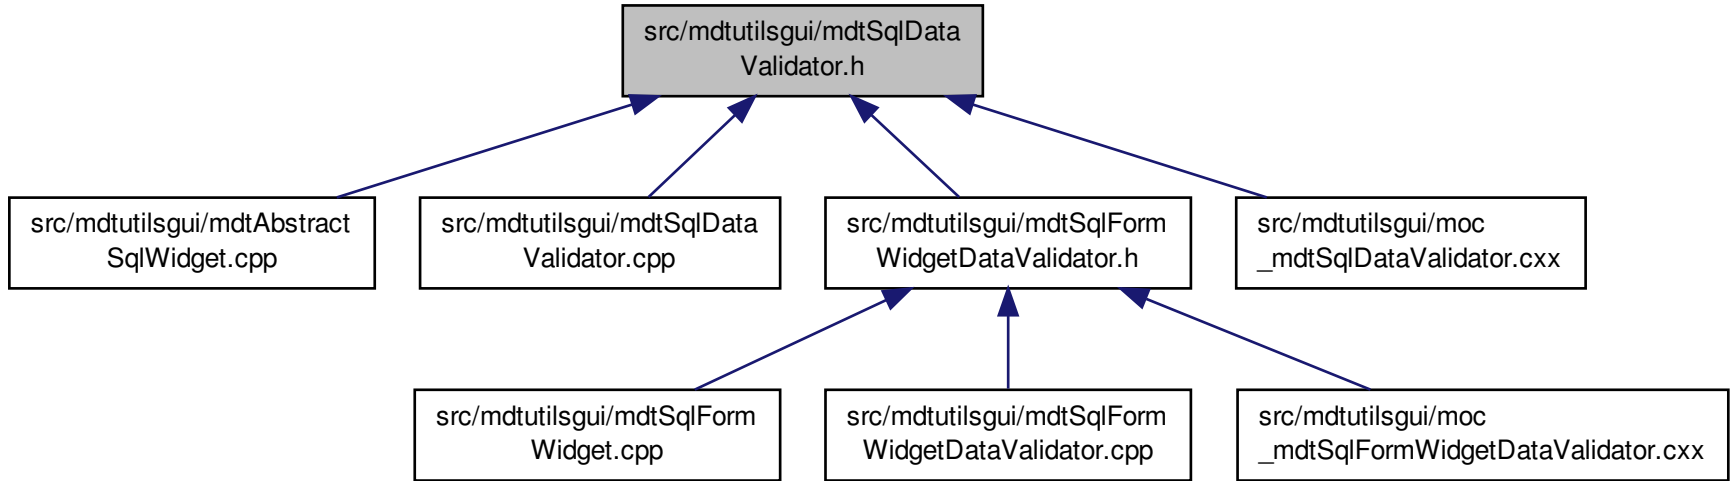 src/mdtutilsgui/mdtSqlData
Validator.h
src/mdtutilsgui/mdtAbstract
SqlWidget.cpp
src/mdtutilsgui/mdtSqlData
Validator.cpp
src/mdtutilsgui/mdtSqlForm
WidgetDataValidator.h
src/mdtutilsgui/moc
_mdtSqlDataValidator.cxx
src/mdtutilsgui/mdtSqlForm
Widget.cpp
src/mdtutilsgui/mdtSqlForm
WidgetDataValidator.cpp
src/mdtutilsgui/moc
_mdtSqlFormWidgetDataValidator.cxx